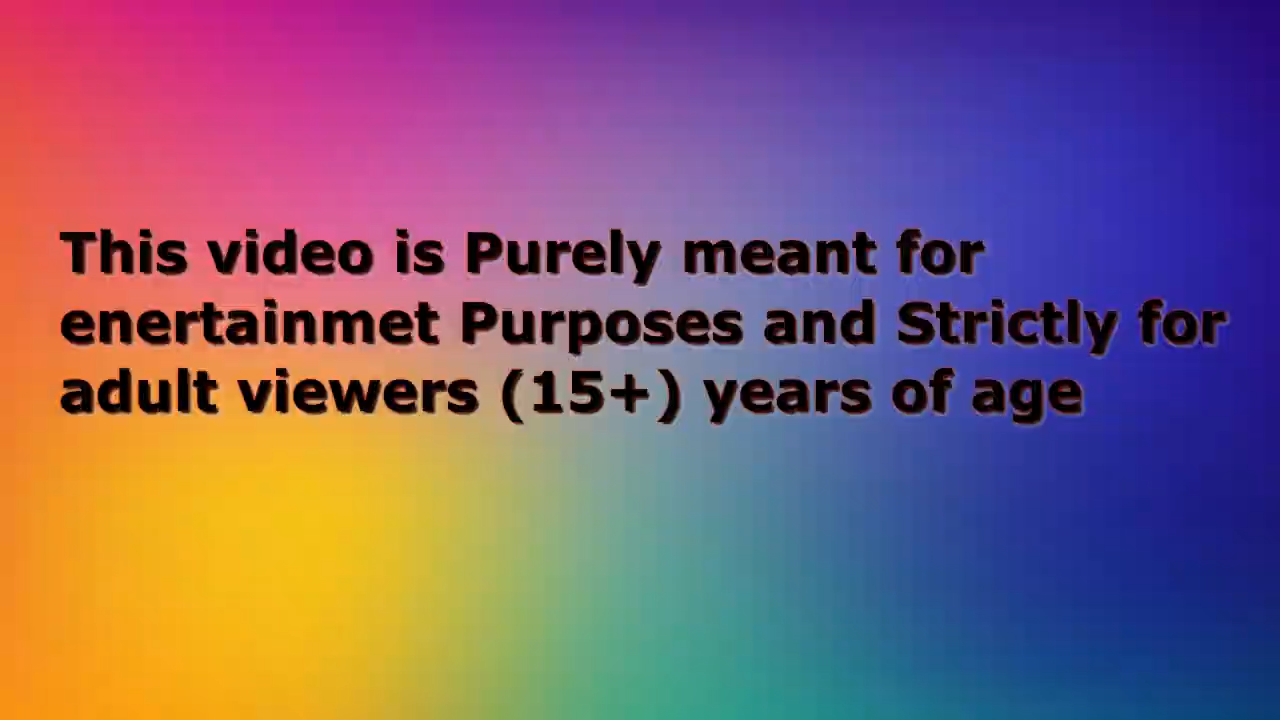 This video is Purely meant for
enertainmet Purposes and Strictly for
adult viewers (15+) years of age